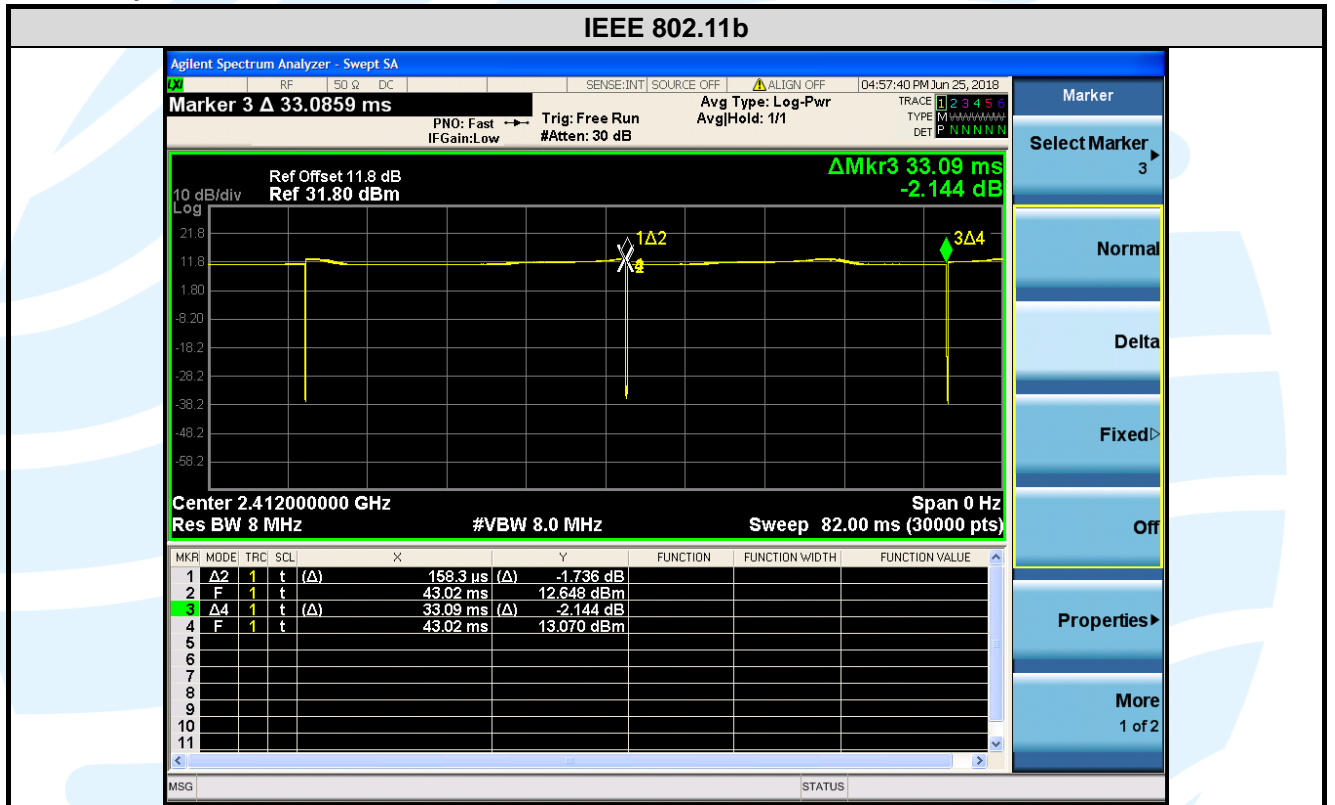 IEEE 802.11b
Agilent Spectrum Analyzer - Swept SA
LXI RF 50 Ω DC SENSE:INT SOURCE OFF ALIGN OFF 04:57:40 PM Jun 25, 2018
Marker 3 Δ 33.0859 ms
PNO: Fast
IFGain:Low
Trig: Free Run
#Atten: 30 dB
Avg Type: Log-Pwr
Avg|Hold: 1/1
TRACE 1 2 3 4 5 6
TYPE M
DET P N N N N N
ΔMkr3 33.09 ms
-2.144 dB
Ref Offset 11.8 dB
10 dB/div Ref 31.80 dBm
Log
21.8
11.8
1.80
-8.20
-18.2
-28.2
-38.2
-48.2
-58.2
1Δ2
3Δ4
Center 2.412000000 GHz Span 0 Hz
Res BW 8 MHz #VBW 8.0 MHz Sweep 82.00 ms (30000 pts)
MKR MODE TRC SCL X Y FUNCTION FUNCTION WIDTH FUNCTION VALUE
1 Δ2 1 t (Δ) 158.3 µs (Δ) -1.736 dB
2 F 1 t 43.02 ms 12.648 dBm
3 Δ4 1 t (Δ) 33.09 ms (Δ) -2.144 dB
4 F 1 t 43.02 ms 13.070 dBm
5
6
7
8
9
10
11
MSG STATUS
Marker
Select Marker
3
Normal
Delta
Fixed
Off
Properties
More
1 of 2